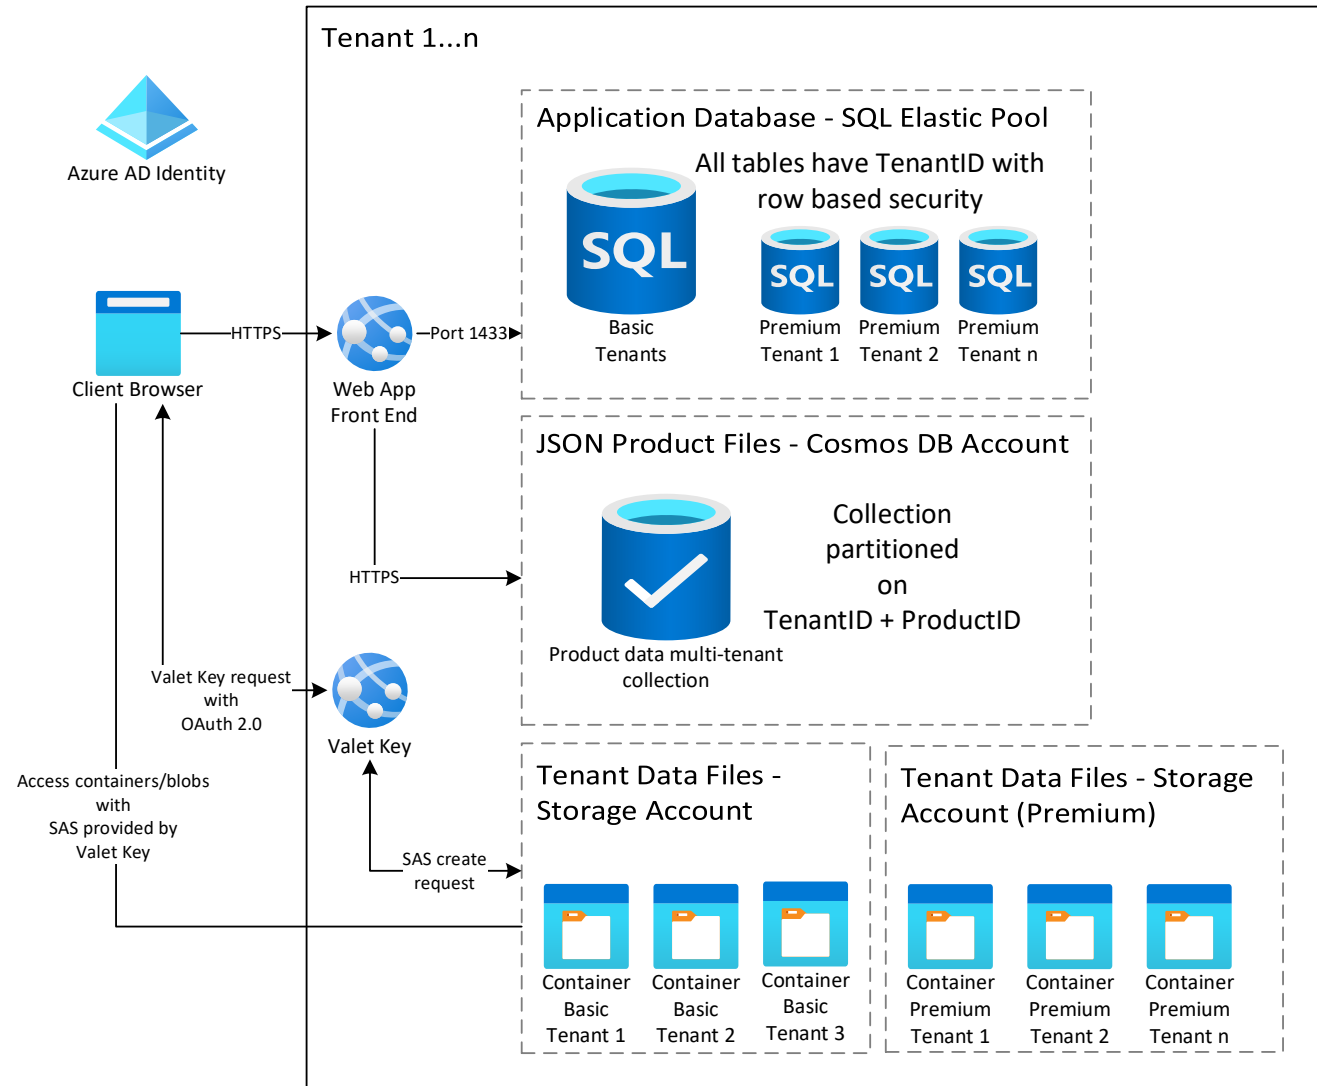 Tenant 1...n
Azure AD Identity
Application Database - SQL Elastic Pool
All tables have TenantID with
row based security
SQL
SQL
SQL
SQL
Basic
Tenants
Premium
Tenant 1
Premium
Tenant 2
Premium
Tenant n
HTTPS
Port 1433
Client Browser
Web App
Front End
JSON Product Files - Cosmos DB Account
Collection
partitioned
on
TenantID + ProductID
HTTPS
Product data multi-tenant
collection
Valet Key request
with
OAuth 2.0
Valet Key
Access containers/blobs
with
SAS provided by
Valet Key
SAS create
request
Tenant Data Files -
Storage Account
Container
Basic
Tenant 1
Container
Basic
Tenant 2
Container
Basic
Tenant 3
Tenant Data Files - Storage
Account (Premium)
Container
Premium
Tenant 1
Container
Premium
Tenant 2
Container
Premium
Tenant n